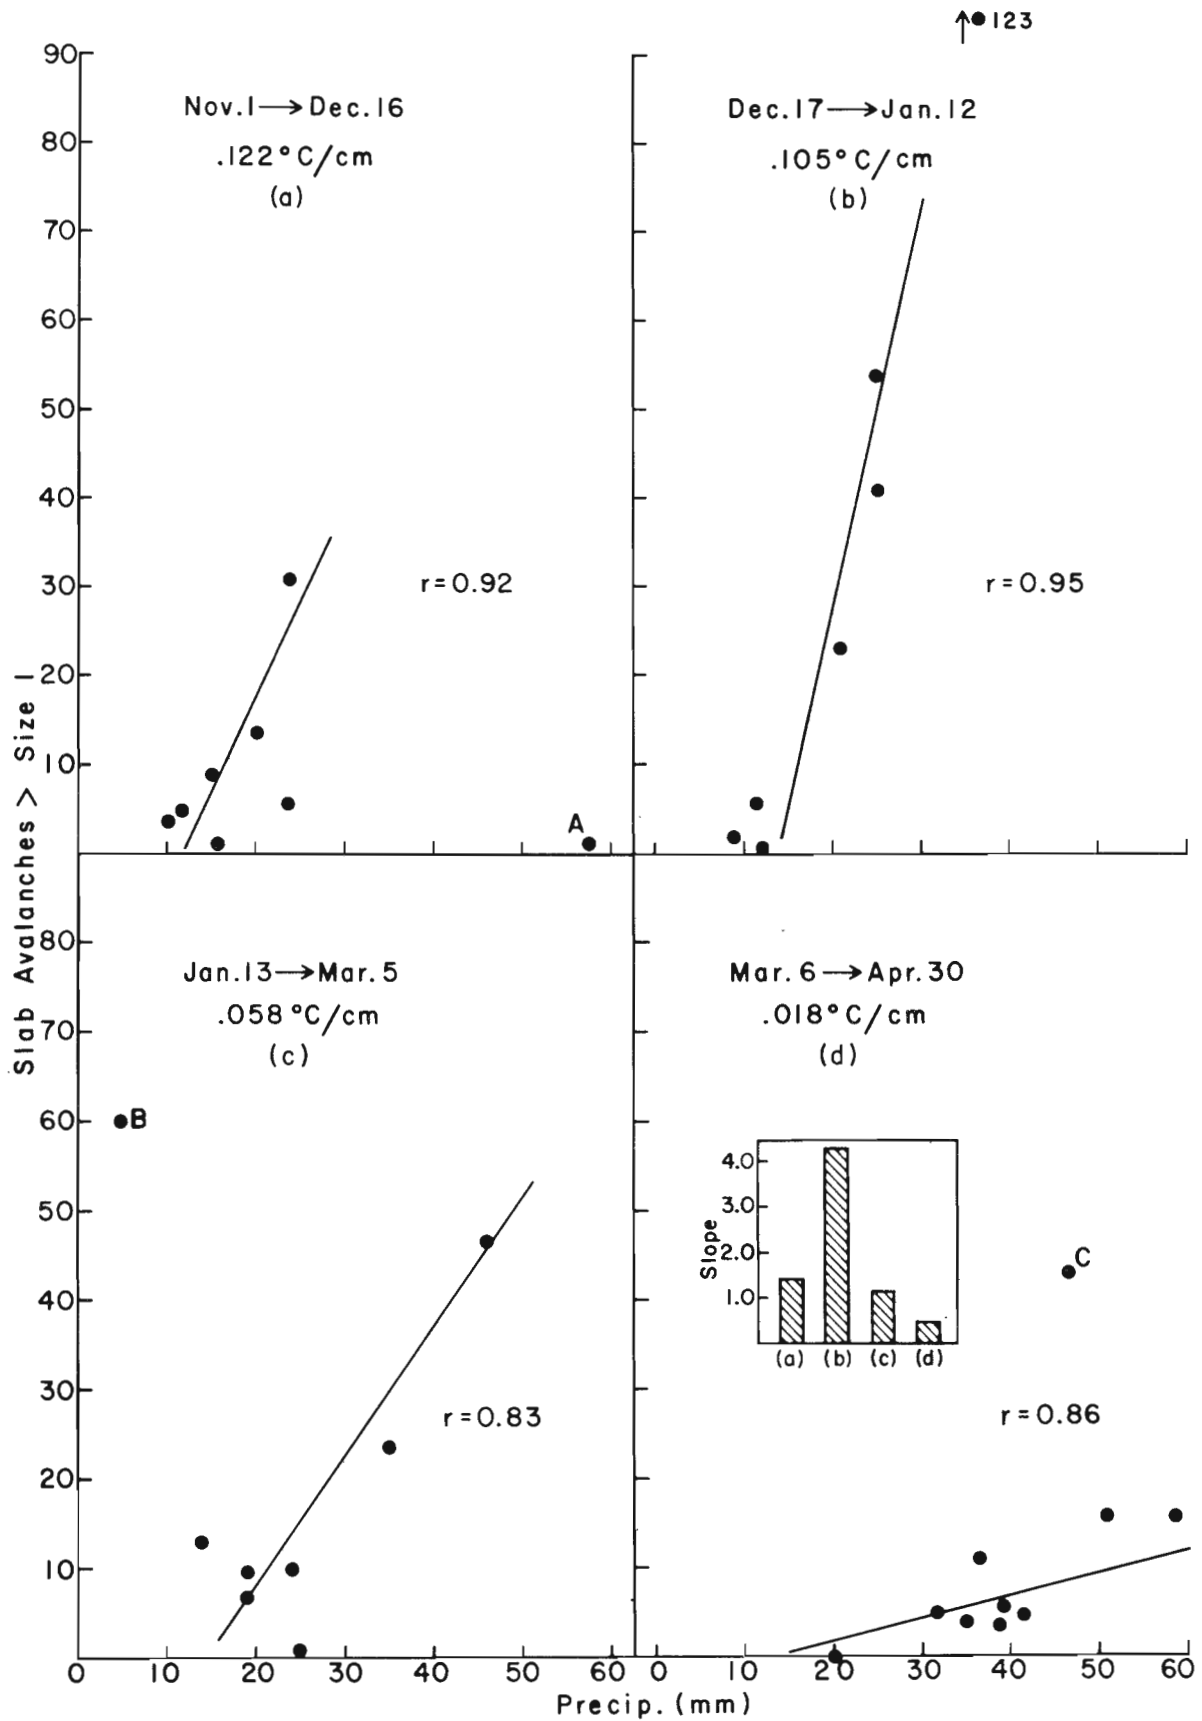 123
Nov. 1 → Dec. 16
.122° C/cm
(a)
r = 0.92
A
90
80
70
60
50
40
30
20
10
Dec. 17 → Jan. 12
.105° C/cm
(b)
r = 0.95
Slab Avalanches > Size 1
Jan. 13 → Mar. 5
.058 °C/cm
(c)
B
r = 0.83
80
70
60
50
40
30
20
10
0 10 20 30 40 50 60
Mar. 6 → Apr. 30
.018° C/cm
(d)
4.0
3.0
2.0
1.0
Slope
(a) (b) (c) (d)
C
r = 0.86
0 10 20 30 40 50 60
Precip. (mm)